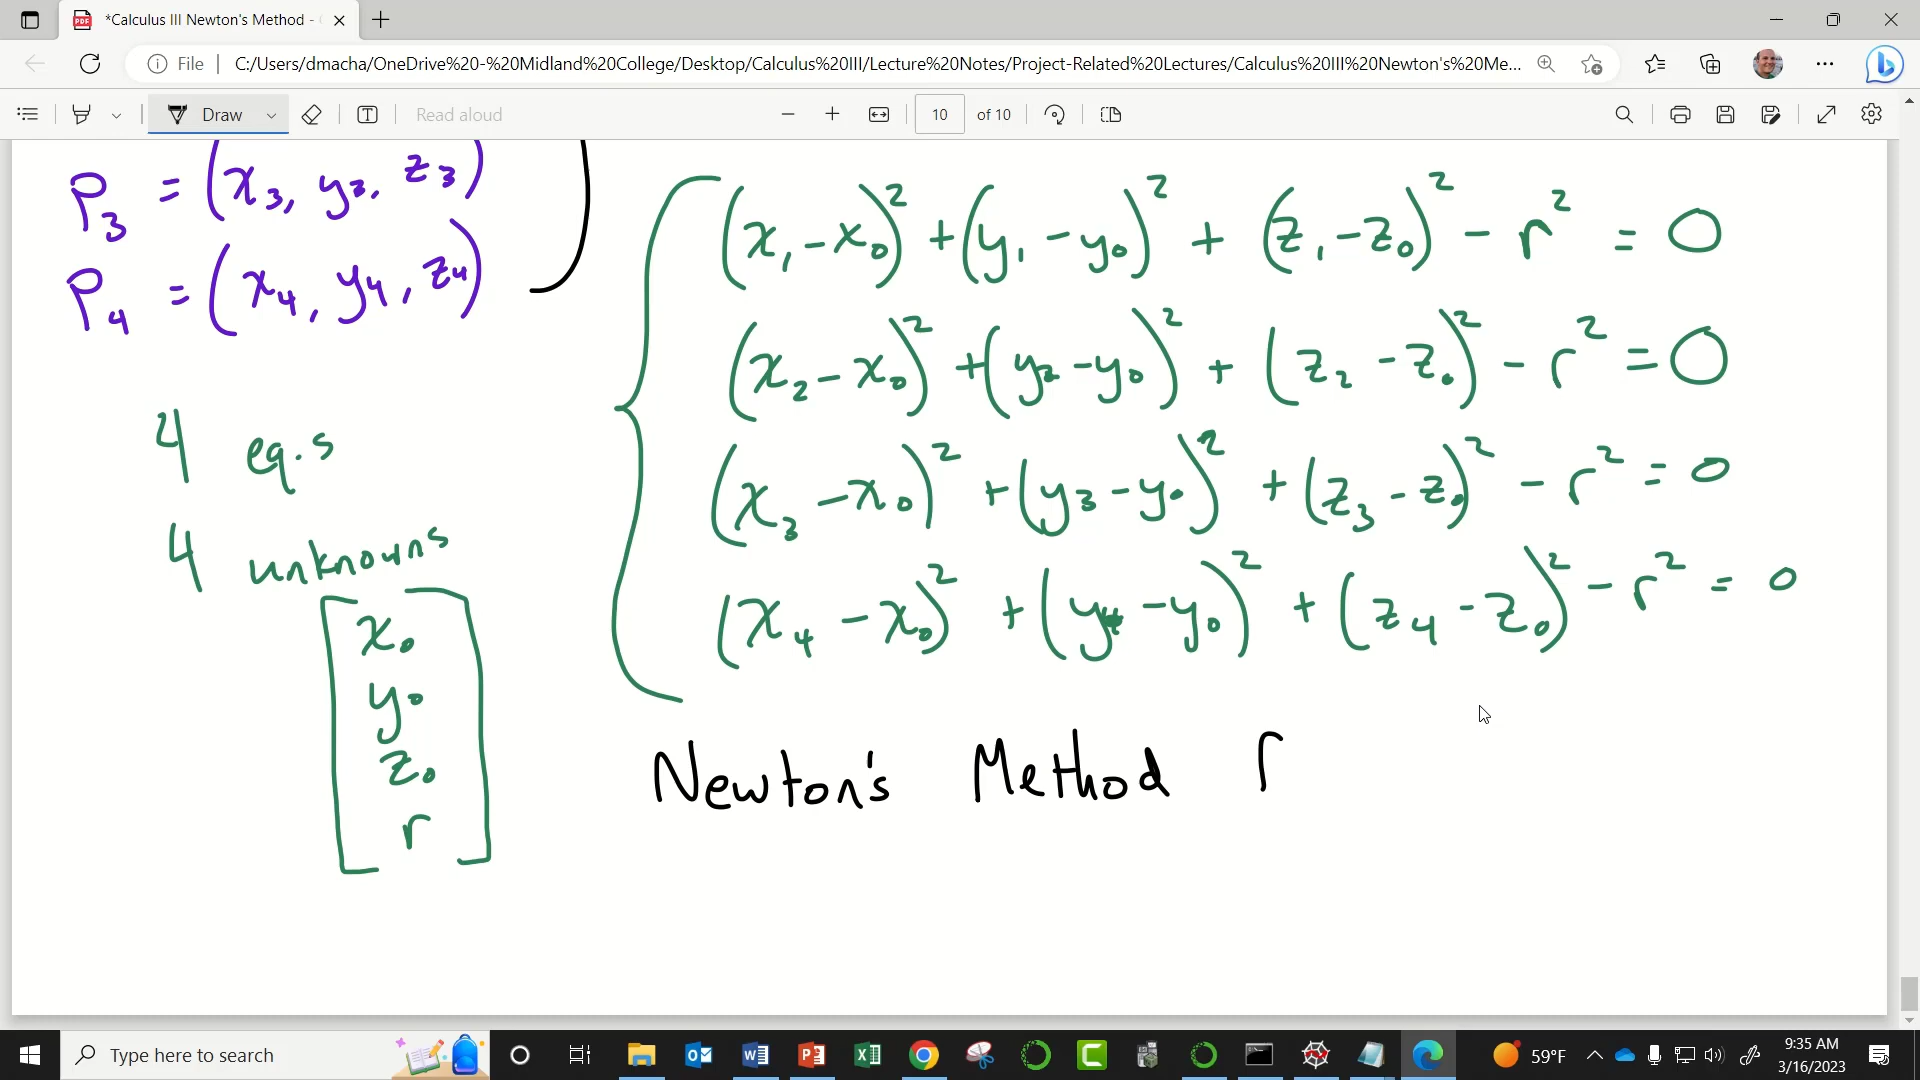 *Calculus III Newton's Method -
File
C:/Users/dmacha/OneDrive%20-%20Midland%20College/Desktop/Calculus%20III/Lecture%20Notes/Project-Related%20Lectures/Calculus%20III%20Newton's%20Me...
Draw
Read aloud
10 of 10
P₃ = (x₃, y₃, z₃)
P₄ = (x₄, y₄, z₄)
4 eq.s
4 unknowns
[x₀
y₀
z₀
r]
(x₁-x₀)² + (y₁-y₀)² + (z₁-z₀)² - r² = 0
(x₂-x₀)² + (y₂-y₀)² + (z₂-z₀)² - r² = 0
(x₃-x₀)² + (y₃-y₀)² + (z₃-z₀)² - r² = 0
(x₄-x₀)² + (y₄-y₀)² + (z₄-z₀)² - r² = 0
Newton's Method
Type here to search
59°F
9:35 AM
3/16/2023